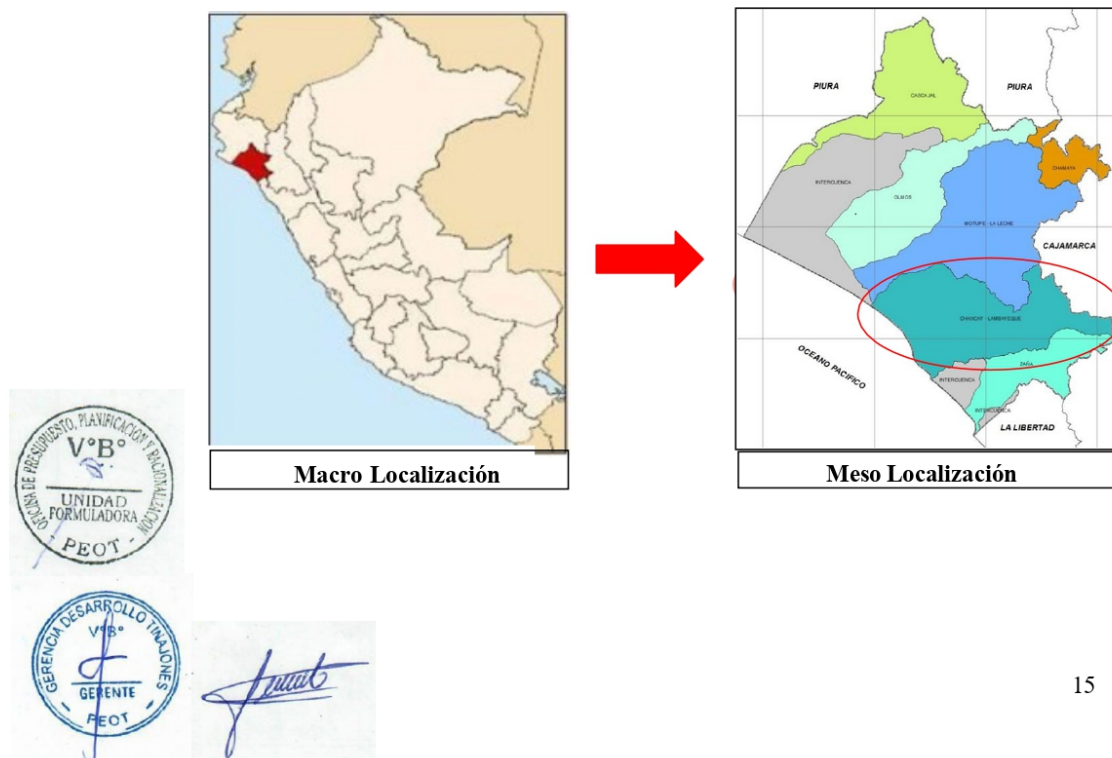 PIURA
PIURA
CASCAJAL
CHAMAYA
INTERCUENCA
OLMOS
MOTUPE - LA LECHE
CAJAMARCA
CHANCAY - LAMBAYEQUE
OCEANO PACIFICO
ZAÑA
INTERCUENCA
INTERCUENCA
LA LIBERTAD
Macro Localización
Meso Localización
OFICINA DE PRESUPUESTO, PLANIFICACION Y RACIONALIZACION
V°B°
UNIDAD
FORMULADORA
- PEOT -
GERENCIA DESARROLLO TINAJONES
V°B°
GERENTE
- PEOT -
15